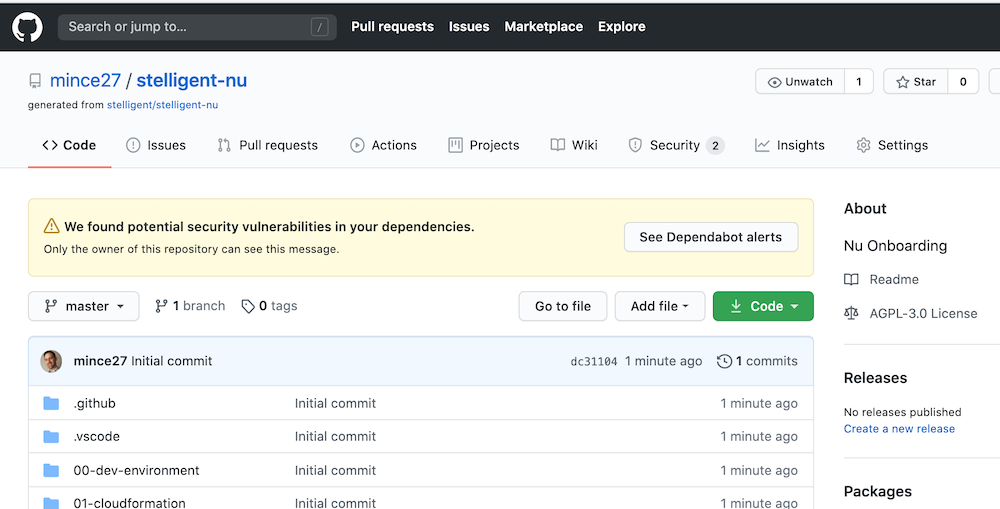 Search or jump to... / Pull requests Issues Marketplace Explore
mince27 / stelligent-nu Unwatch 1 Star 0
generated from stelligent/stelligent-nu
<> Code Issues Pull requests Actions Projects Wiki Security 2 Insights Settings
We found potential security vulnerabilities in your dependencies.
Only the owner of this repository can see this message.
See Dependabot alerts
master 1 branch 0 tags Go to file Add file Code
mince27 Initial commit dc31104 1 minute ago 1 commits
.github Initial commit 1 minute ago
.vscode Initial commit 1 minute ago
00-dev-environment Initial commit 1 minute ago
01-cloudformation Initial commit 1 minute ago
About
Nu Onboarding
Readme
AGPL-3.0 License
Releases
No releases published
Create a new release
Packages